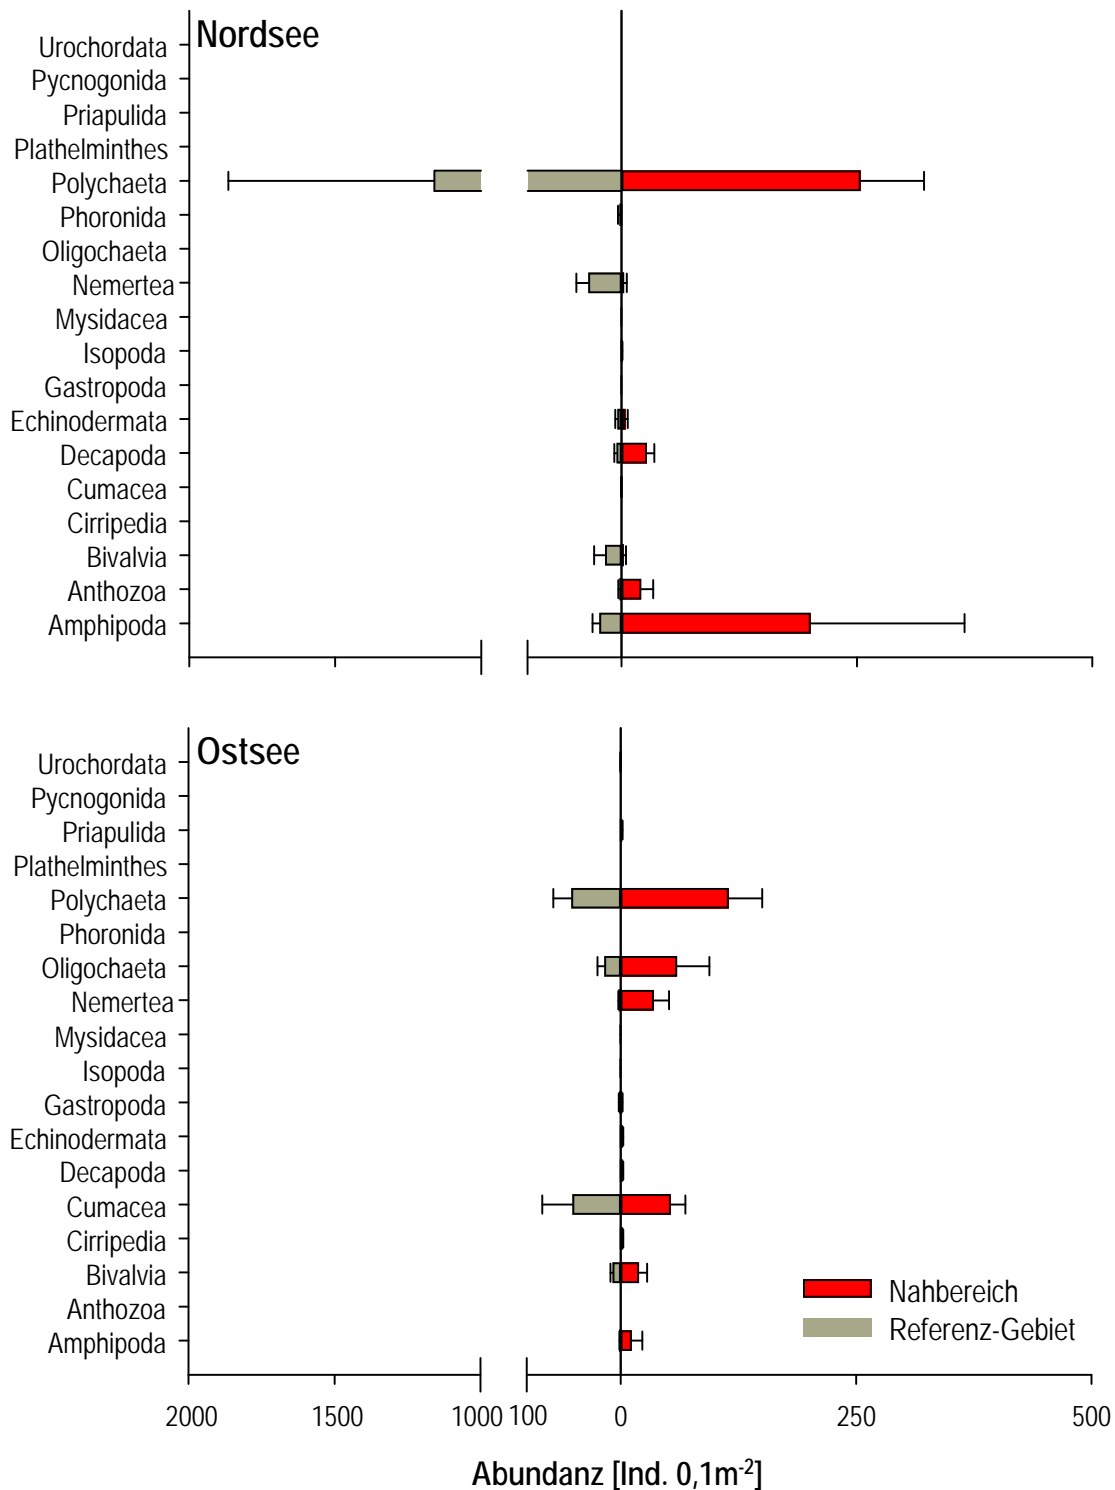 Nordsee
Urochordata
Pycnogonida
Priapulida
Plathelminthes
Polychaeta
Phoronida
Oligochaeta
Nemertea
Mysidacea
Isopoda
Gastropoda
Echinodermata
Decapoda
Cumacea
Cirripedia
Bivalvia
Anthozoa
Amphipoda
Ostsee
Urochordata
Pycnogonida
Priapulida
Plathelminthes
Polychaeta
Phoronida
Oligochaeta
Nemertea
Mysidacea
Isopoda
Gastropoda
Echinodermata
Decapoda
Cumacea
Cirripedia
Bivalvia
Anthozoa
Amphipoda
Nahbereich
Referenz-Gebiet
2000 1500 1000 100 0 250 500
Abundanz [Ind. 0,1m⁻²]